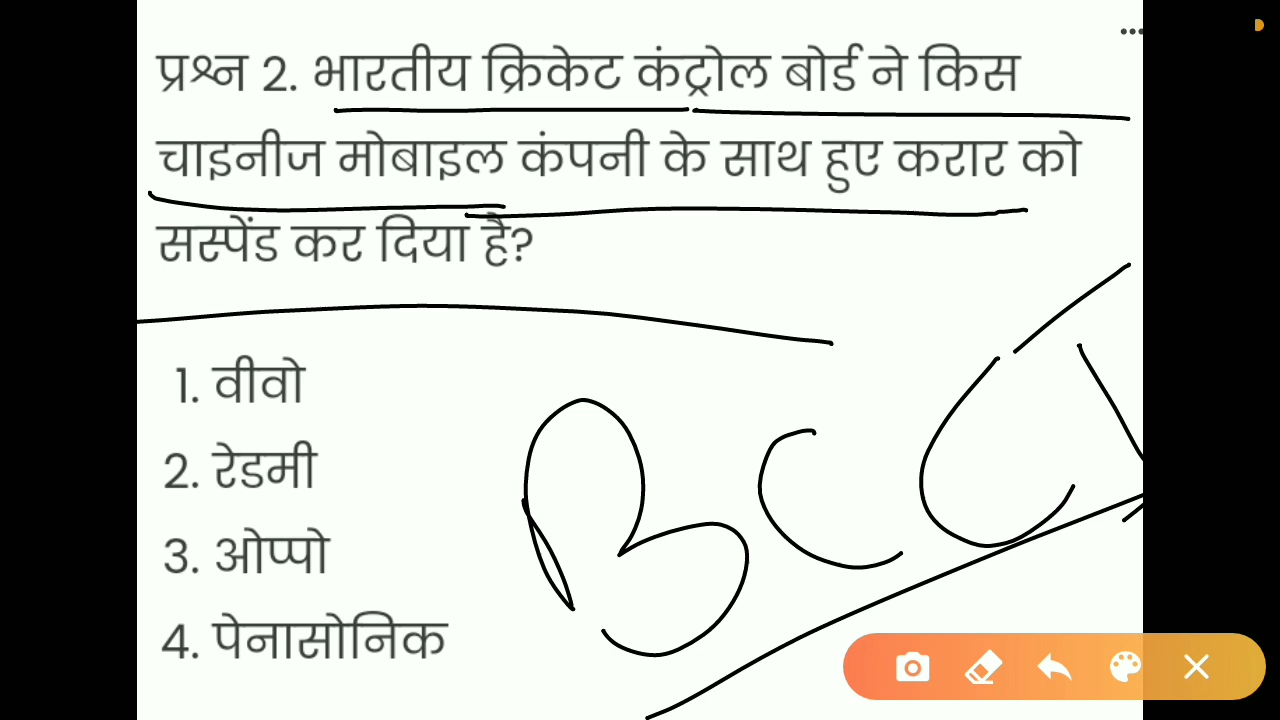 प्रश्न 2. भारतीय क्रिकेट कंट्रोल बोर्ड ने किस
चाइनीज मोबाइल कंपनी के साथ हुए करार को
सस्पेंड कर दिया है?
1. वीवो
2. रेडमी
3. ओप्पो
4. पेनासोनिक
BCCI